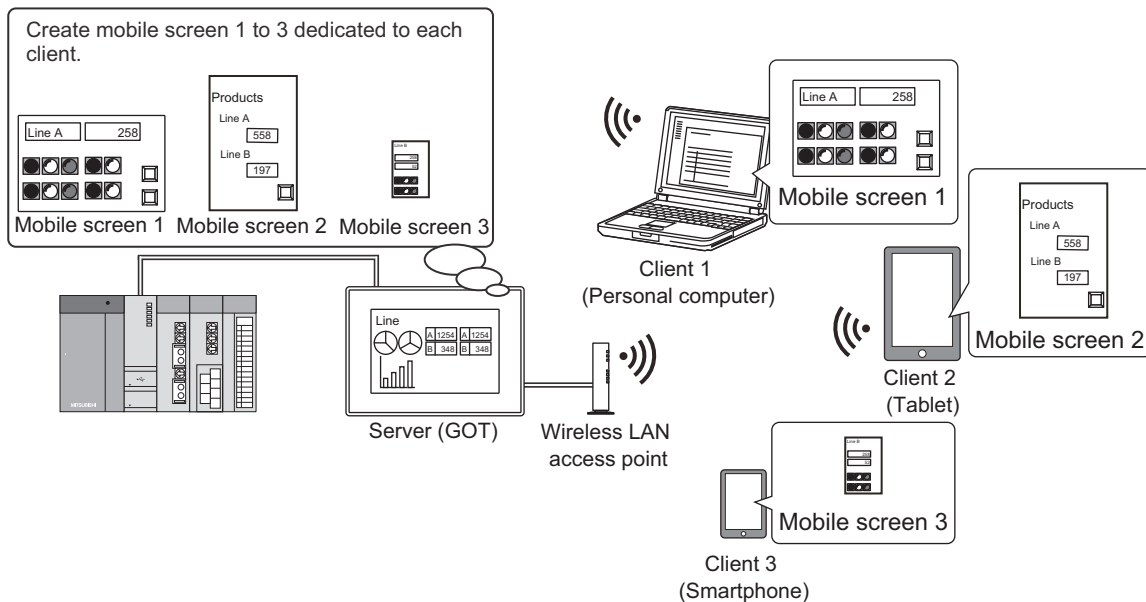 Create mobile screen 1 to 3 dedicated to each
client.
Line A 258
Mobile screen 1
Products
Line A
558
Line B
197
Mobile screen 2
Line B
Mobile screen 3
MITSUBISHI
Line
A 1254 A 1254
B 348 B 348
Server (GOT)
Wireless LAN
access point
Line A 258
Mobile screen 1
Client 1
(Personal computer)
Products
Line A
558
Line B
197
Mobile screen 2
Client 2
(Tablet)
Line B
Mobile screen 3
Client 3
(Smartphone)